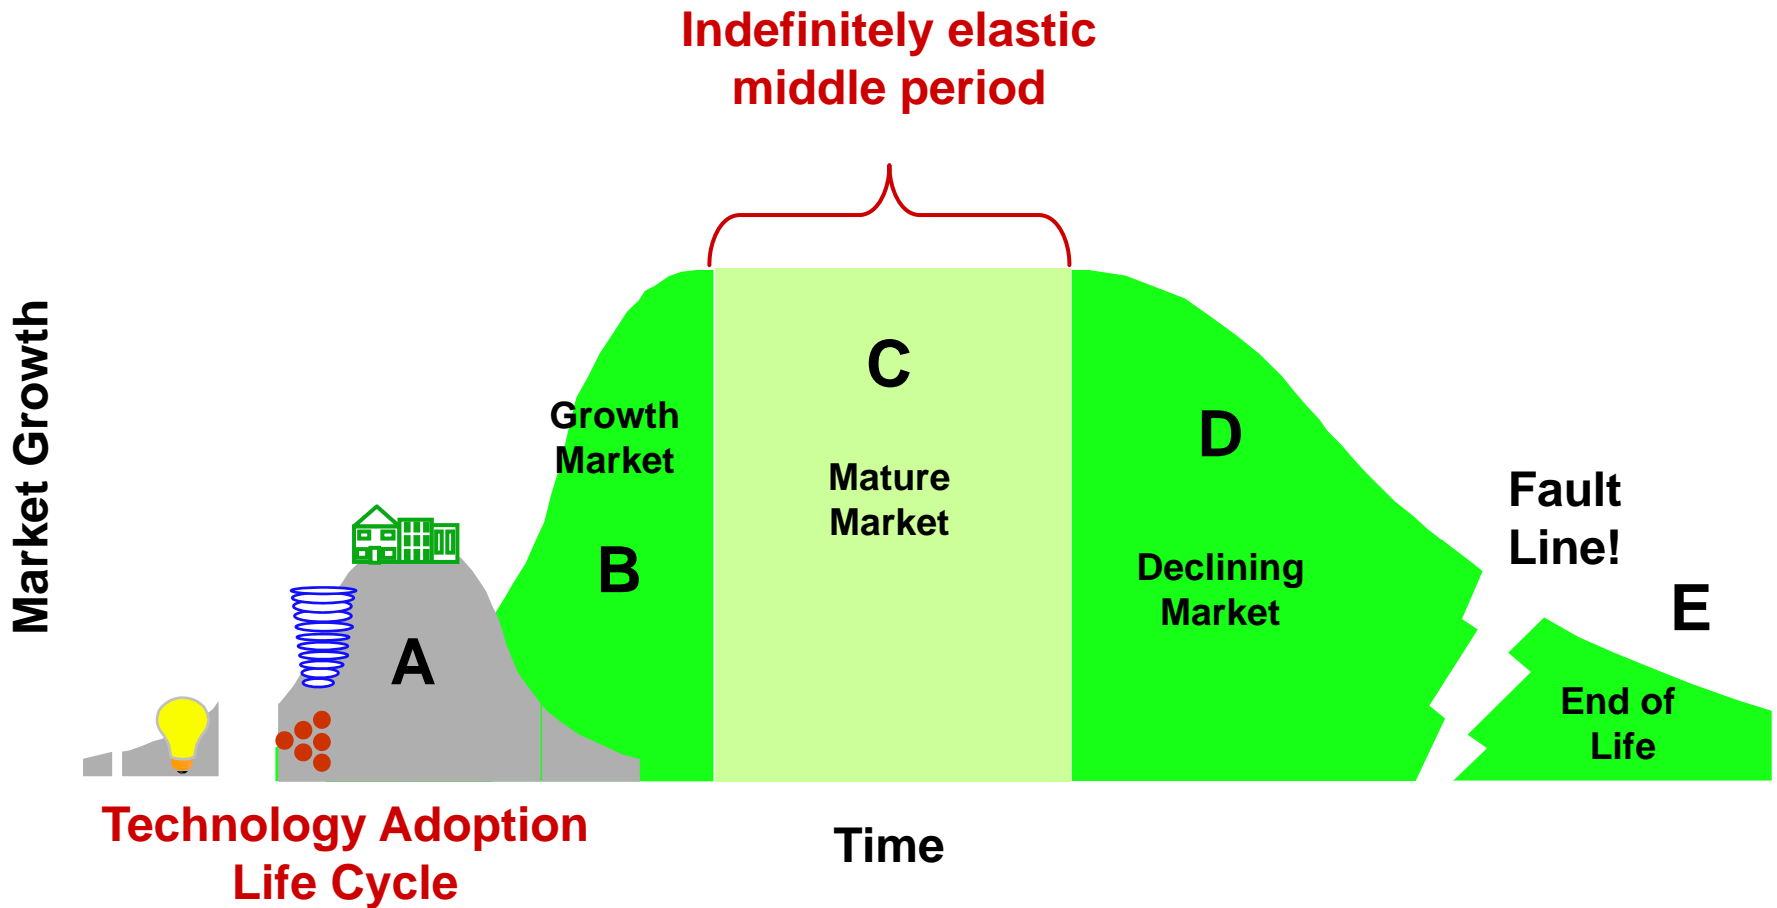 Indefinitely elastic
middle period
Market Growth
A
Growth
Market
B
C
Mature
Market
D
Declining
Market
Fault
Line!
E
End of
Life
Technology Adoption
Life Cycle
Time